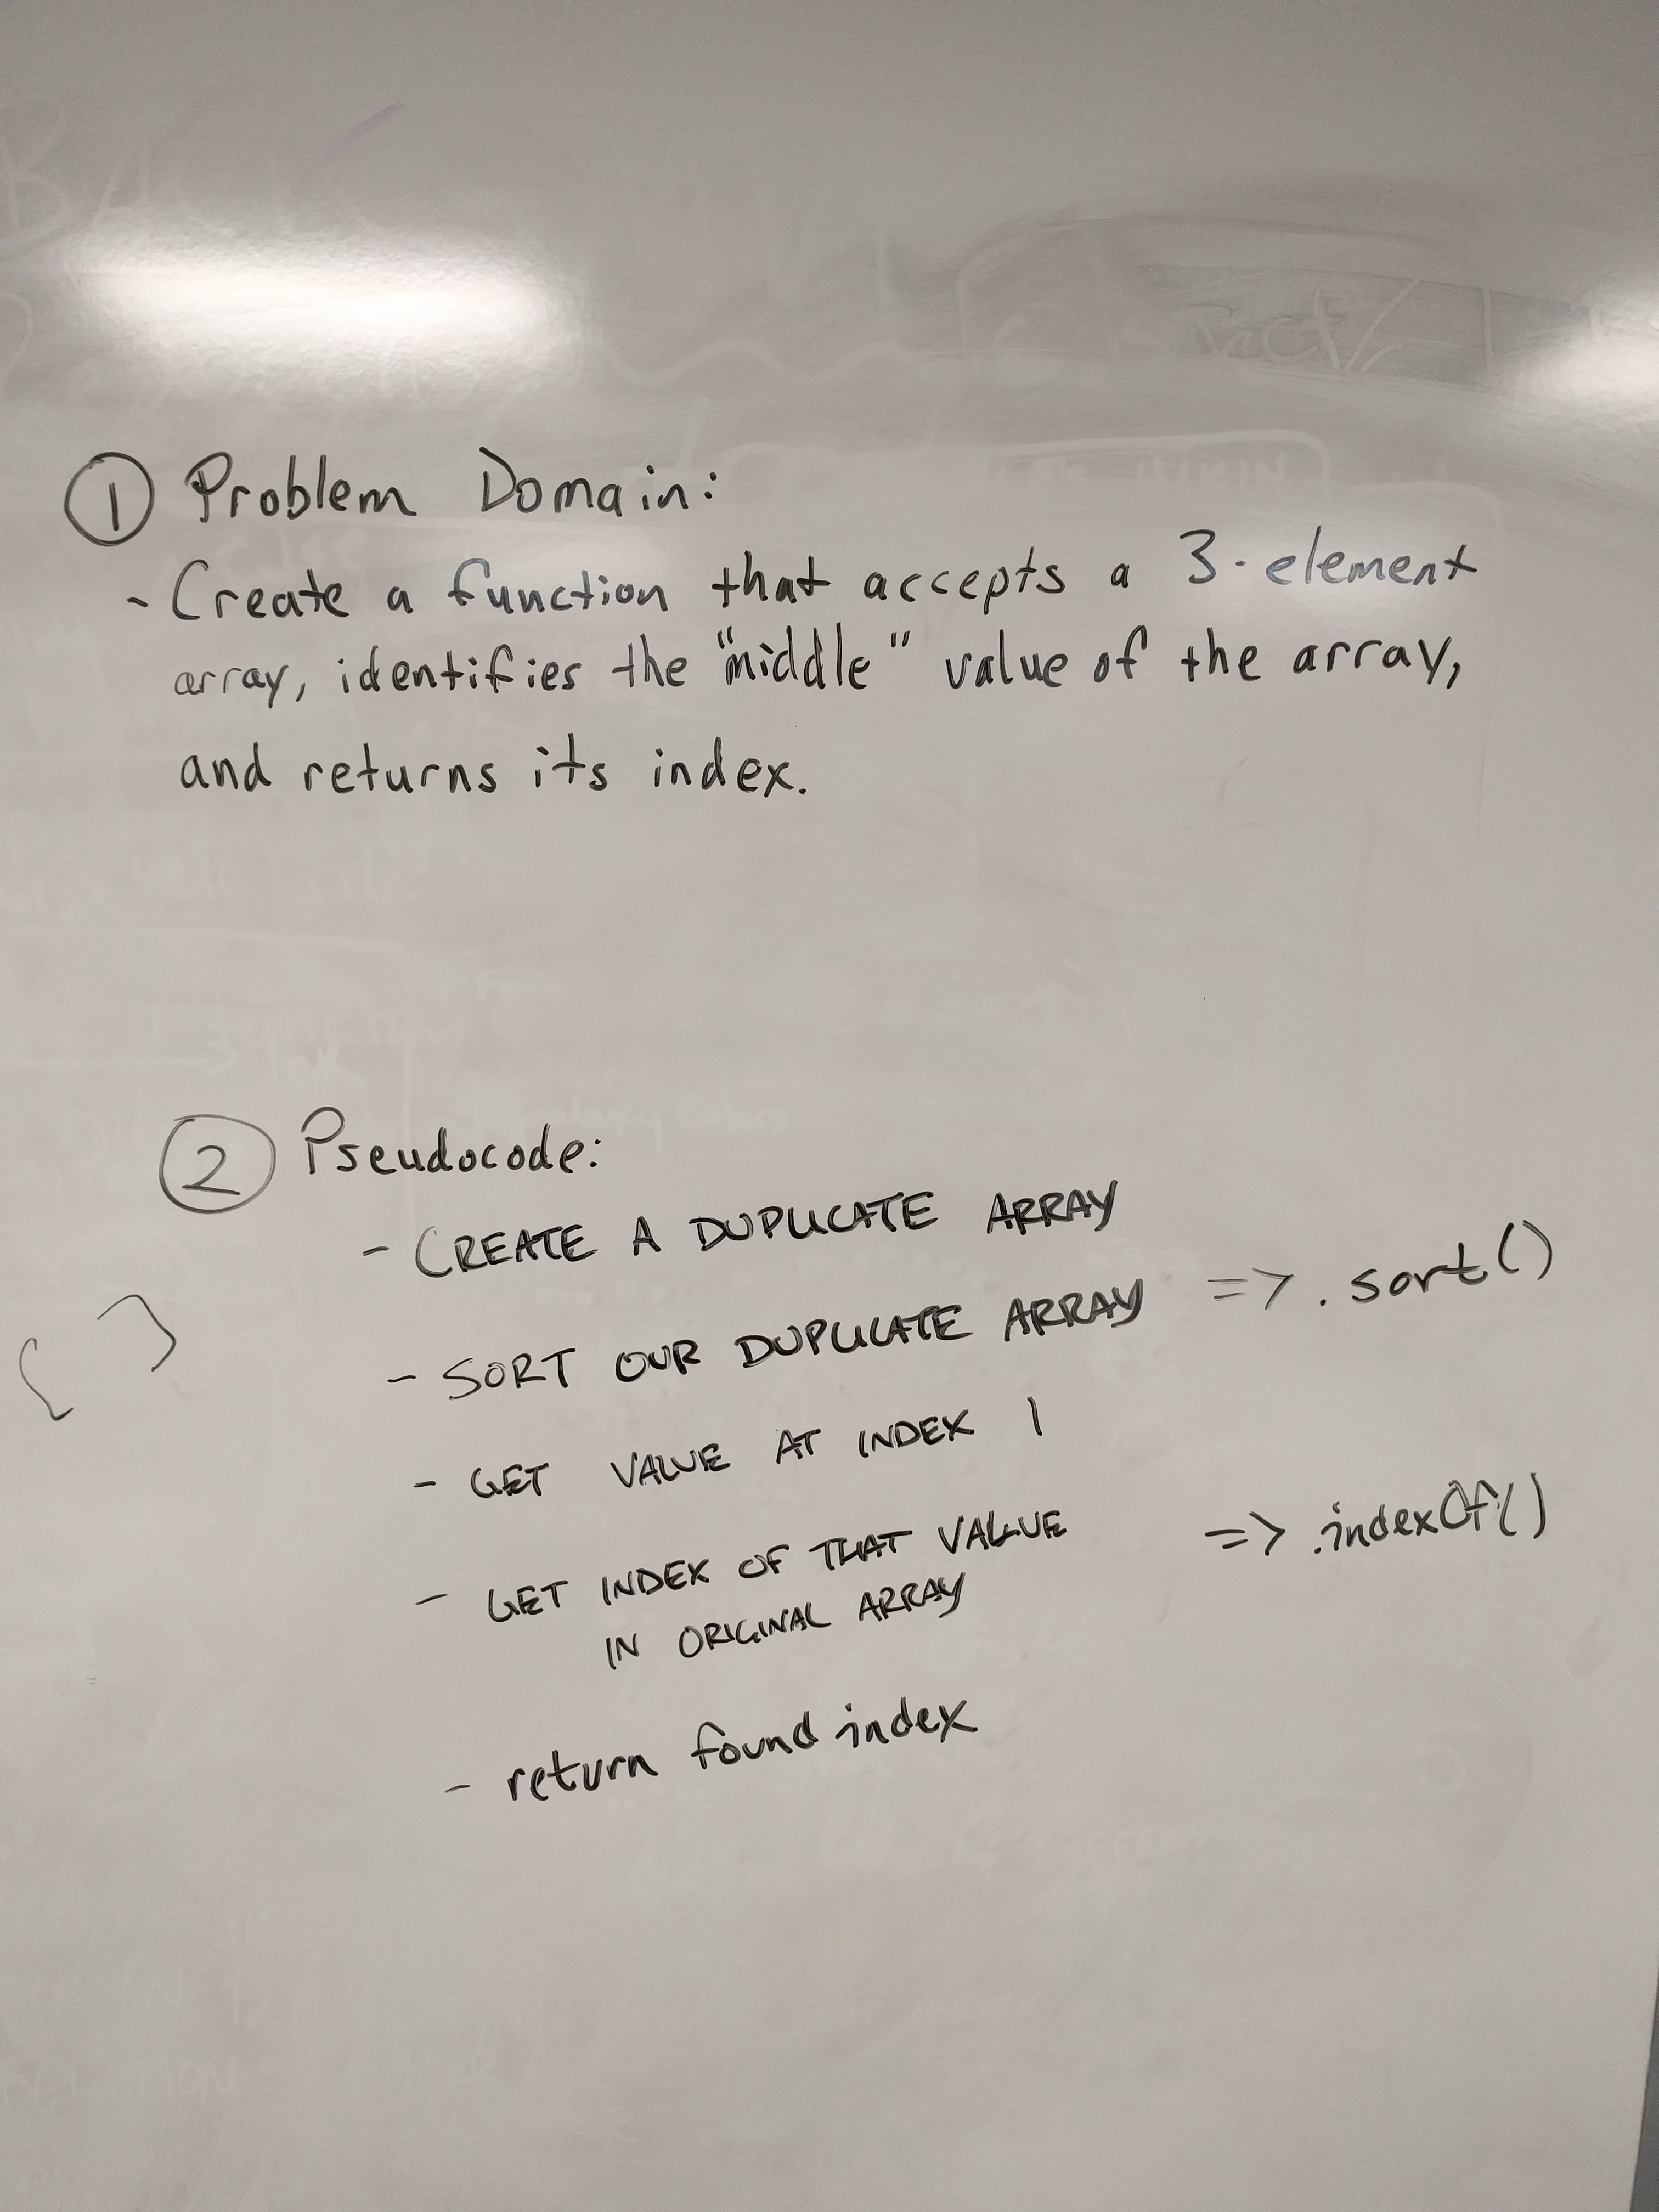 ① Problem Domain:
- Create a function that accepts a 3-element
array, identifies the "middle" value of the array,
and returns its index.
② Pseudocode:
- CREATE A DUPLICATE ARRAY
- SORT OUR DUPLICATE ARRAY => .sort()
- GET VALUE AT INDEX 1
- GET INDEX OF THAT VALUE => .indexOf()
IN ORIGINAL ARRAY
- return found index